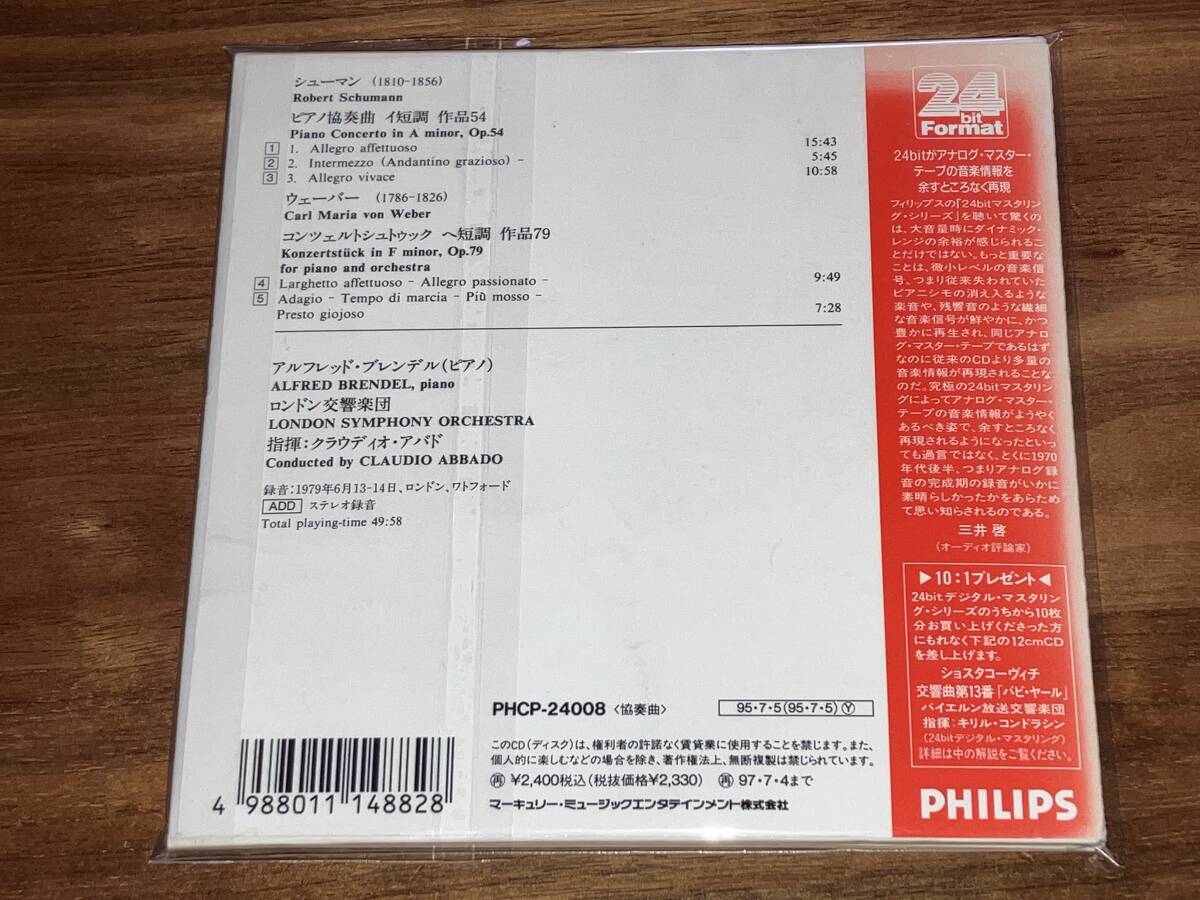 シューマン (1810-1856)
Robert Schumann
ピアノ協奏曲 イ短調 作品54
Piano Concerto in A minor, Op.54
1 1. Allegro affettuoso 15:43
2 2. Intermezzo (Andantino grazioso) – 5:45
3 3. Allegro vivace 10:58
ウェーバー (1786-1826)
Carl Maria von Weber
コンツェルトシュトゥック ヘ短調 作品79
Konzertstück in F minor, Op.79
for piano and orchestra
4 Larghetto affettuoso – Allegro passionato – 9:49
5 Adagio – Tempo di marcia – Più mosso –
Presto giojoso 7:28
アルフレッド・ブレンデル(ピアノ)
ALFRED BRENDEL, piano
ロンドン交響楽団
LONDON SYMPHONY ORCHESTRA
指揮:クラウディオ・アバド
Conducted by CLAUDIO ABBADO
録音:1979年6月13-14日、ロンドン、ワトフォード
ADD ステレオ録音
Total playing-time 49:58
PHCP-24008〈協奏曲〉
95・7・5(95・7・5)Ⓨ
このCD(ディスク)は、権利者の許諾なく賃貸業に使用することを禁じます。また、
個人的に楽しむなどの場合を除き、著作権法上、無断複製は禁じられています。
再 ¥2,400税込(税抜価格¥2,330) 再 97・7・4まで
マーキュリー・ミュージックエンタテインメント株式会社
4 988011 148828
24
bit
Format
24bitがアナログ・マスター・
テープの音楽情報を
余すところなく再現
フィリップスの「24bitマスタリン
グ・シリーズ」を聴いて驚くの
は、大音量時にダイナミック・
レンジの余裕が感じられるこ
とだけではない。もっと重要な
ことは、微小レベルの音楽信
号、つまり従来失われていた
ピアニシモの消え入るような
楽音や、残響音のような繊細
な音楽信号が鮮やかに、かつ
豊かに再生され、同じアナロ
グ・マスター・テープであるはず
なのに従来のCDより多量の
音楽情報が再現されることな
のだ。究極の24bitマスタリン
グによってアナログ・マスター・
テープの音楽情報がようやく
あるべき姿で、余すところなく
再現されるようになったといっ
ても過言ではなく、とくに1970
年代後半、つまりアナログ録
音の完成期の録音がいかに
素晴らしかったかをあらため
て思い知らされるのである。
三井 啓
(オーディオ評論家)
▶10:1プレゼント◀
24bitデジタル・マスタリン
グ・シリーズのうちから10枚
分お買い上げくださった方
にもれなく下記の12cmCD
を差し上げます。
ショスタコーヴィチ
交響曲第13番「バビ・ヤール」
バイエルン放送交響楽団
指揮:キリル・コンドラシン
(24bitデジタル・マスタリング)
詳細は中の解説をご覧ください。
PHILIPS